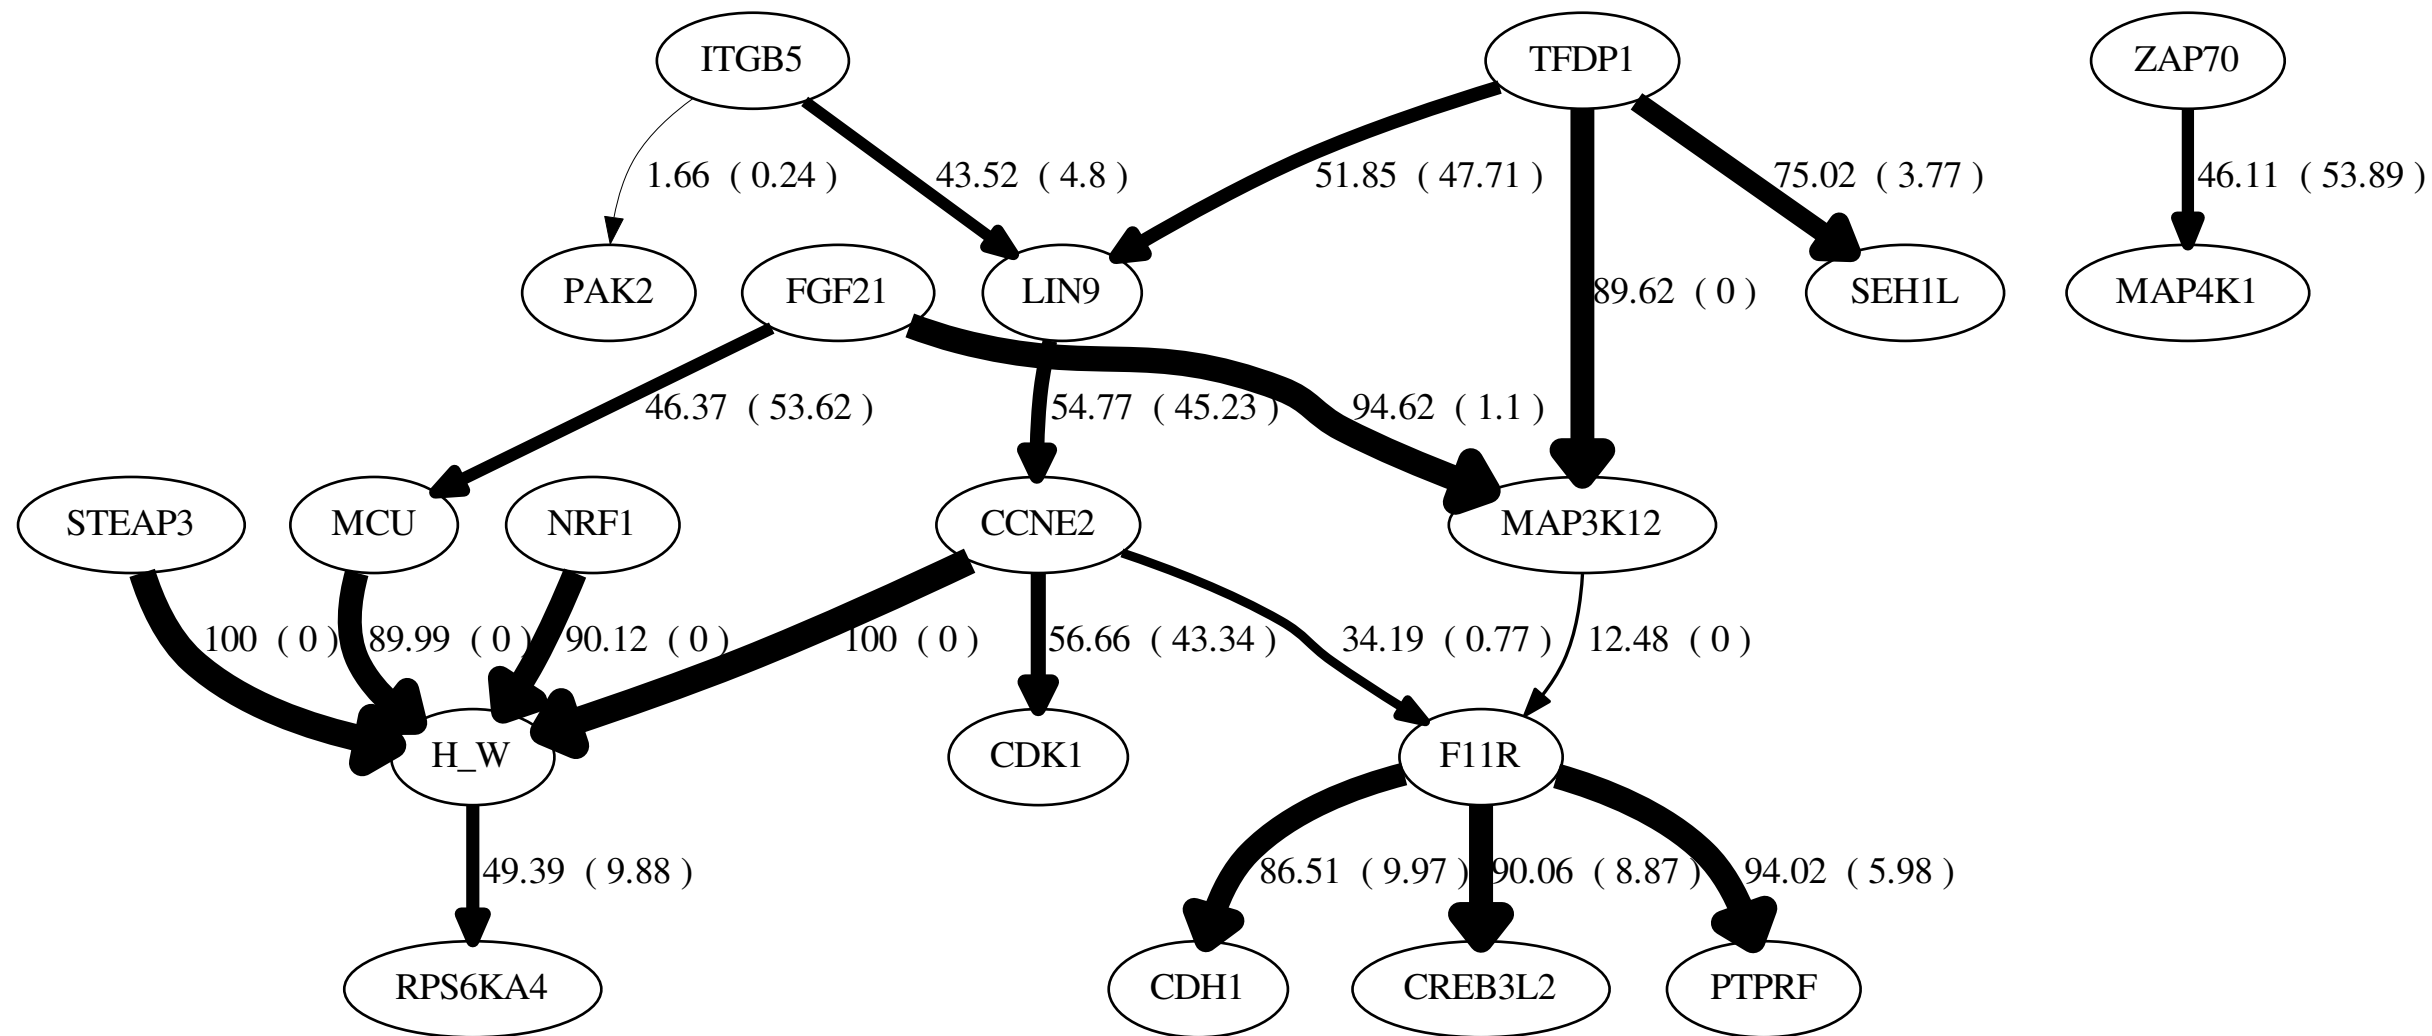 ITGB5 TFDP1 ZAP70
1.66 ( 0.24 ) 43.52 ( 4.8 ) 51.85 ( 47.71 ) 75.02 ( 3.77 ) 46.11 ( 53.89 )
PAK2 FGF21 LIN9 89.62 ( 0 ) SEH1L MAP4K1
46.37 ( 53.62 ) 54.77 ( 45.23 ) 94.62 ( 1.1 )
STEAP3 MCU NRF1 CCNE2 MAP3K12
100 ( 0 ) 89.99 ( 0 ) 90.12 ( 0 ) 100 ( 0 ) 56.66 ( 43.34 ) 34.19 ( 0.77 ) 12.48 ( 0 )
H_W CDK1 F11R
49.39 ( 9.88 ) 86.51 ( 9.97 ) 90.06 ( 8.87 ) 94.02 ( 5.98 )
RPS6KA4 CDH1 CREB3L2 PTPRF